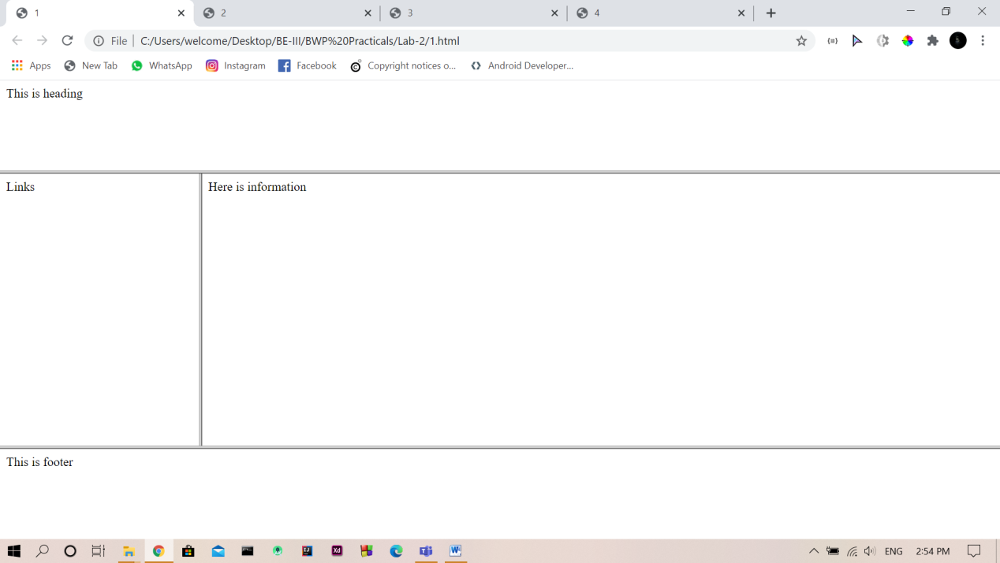 1 2 3 4
File C:/Users/welcome/Desktop/BE-III/BWP%20Practicals/Lab-2/1.html
Apps New Tab WhatsApp Instagram Facebook Copyright notices o... Android Developer...
This is heading
Links
Here is information
This is footer
ENG 2:54 PM